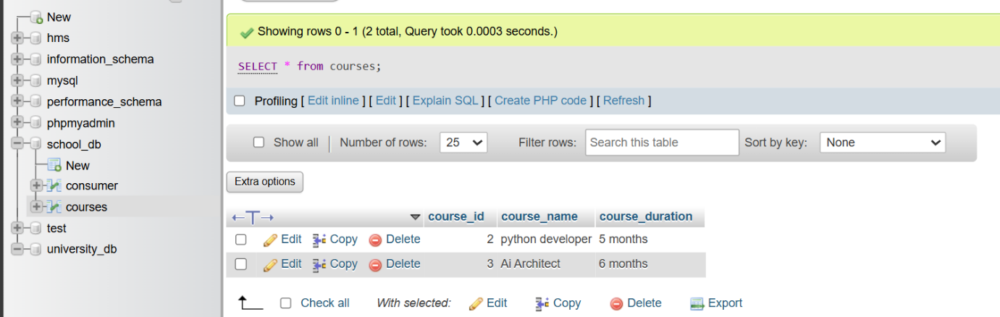 New
hms
information_schema
mysql
performance_schema
phpmyadmin
school_db
New
consumer
courses
test
university_db
Showing rows 0 - 1 (2 total, Query took 0.0003 seconds.)
SELECT * from courses;
Profiling [ Edit inline ] [ Edit ] [ Explain SQL ] [ Create PHP code ] [ Refresh ]
Show all Number of rows: 25 Filter rows: Search this table Sort by key: None
Extra options
course_id course_name course_duration
Edit Copy Delete 2 python developer 5 months
Edit Copy Delete 3 Ai Architect 6 months
Check all With selected: Edit Copy Delete Export